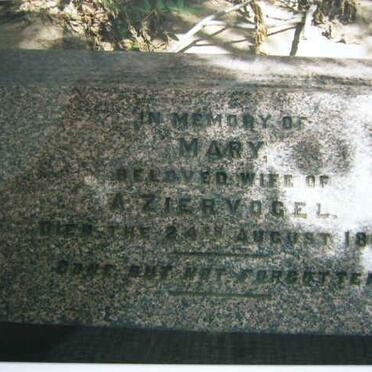 IN MEMORY OF
MARY
BELOVED WIFE OF
A. ZIERVOGEL.
DIED THE 24TH AUGUST
GONE BUT NOT FORGOTTEN